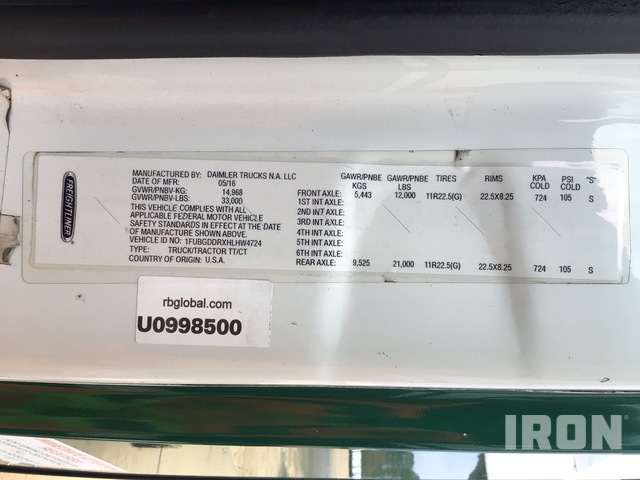 FREIGHTLINER
MANUFACTURED BY: DAIMLER TRUCKS N.A. LLC
DATE OF MFR: 05/16
GVWR/PNBV-KG: 14,968
GVWR/PNBV-LBS: 33,000
THIS VEHICLE COMPLIES WITH ALL
APPLICABLE FEDERAL MOTOR VEHICLE
SAFETY STANDARDS IN EFFECT AT THE DATE
OF MANUFACTURE SHOWN ABOVE.
VEHICLE ID NO: 1FUBGDDRXHLHW4724
TYPE: TRUCK/TRACTOR TT/CT
COUNTRY OF ORIGIN: U.S.A.
GAWR/PNBE GAWR/PNBE TIRES RIMS KPA PSI "S"
KGS LBS COLD COLD
FRONT AXLE: 5,443 12,000 11R22.5(G) 22.5X8.25 724 105 S
1ST INT AXLE:
2ND INT AXLE:
3RD INT AXLE:
4TH INT AXLE:
5TH INT AXLE:
6TH INT AXLE:
REAR AXLE: 9,525 21,000 11R22.5(G) 22.5X8.25 724 105 S
rbglobal.com
U0998500
IRON